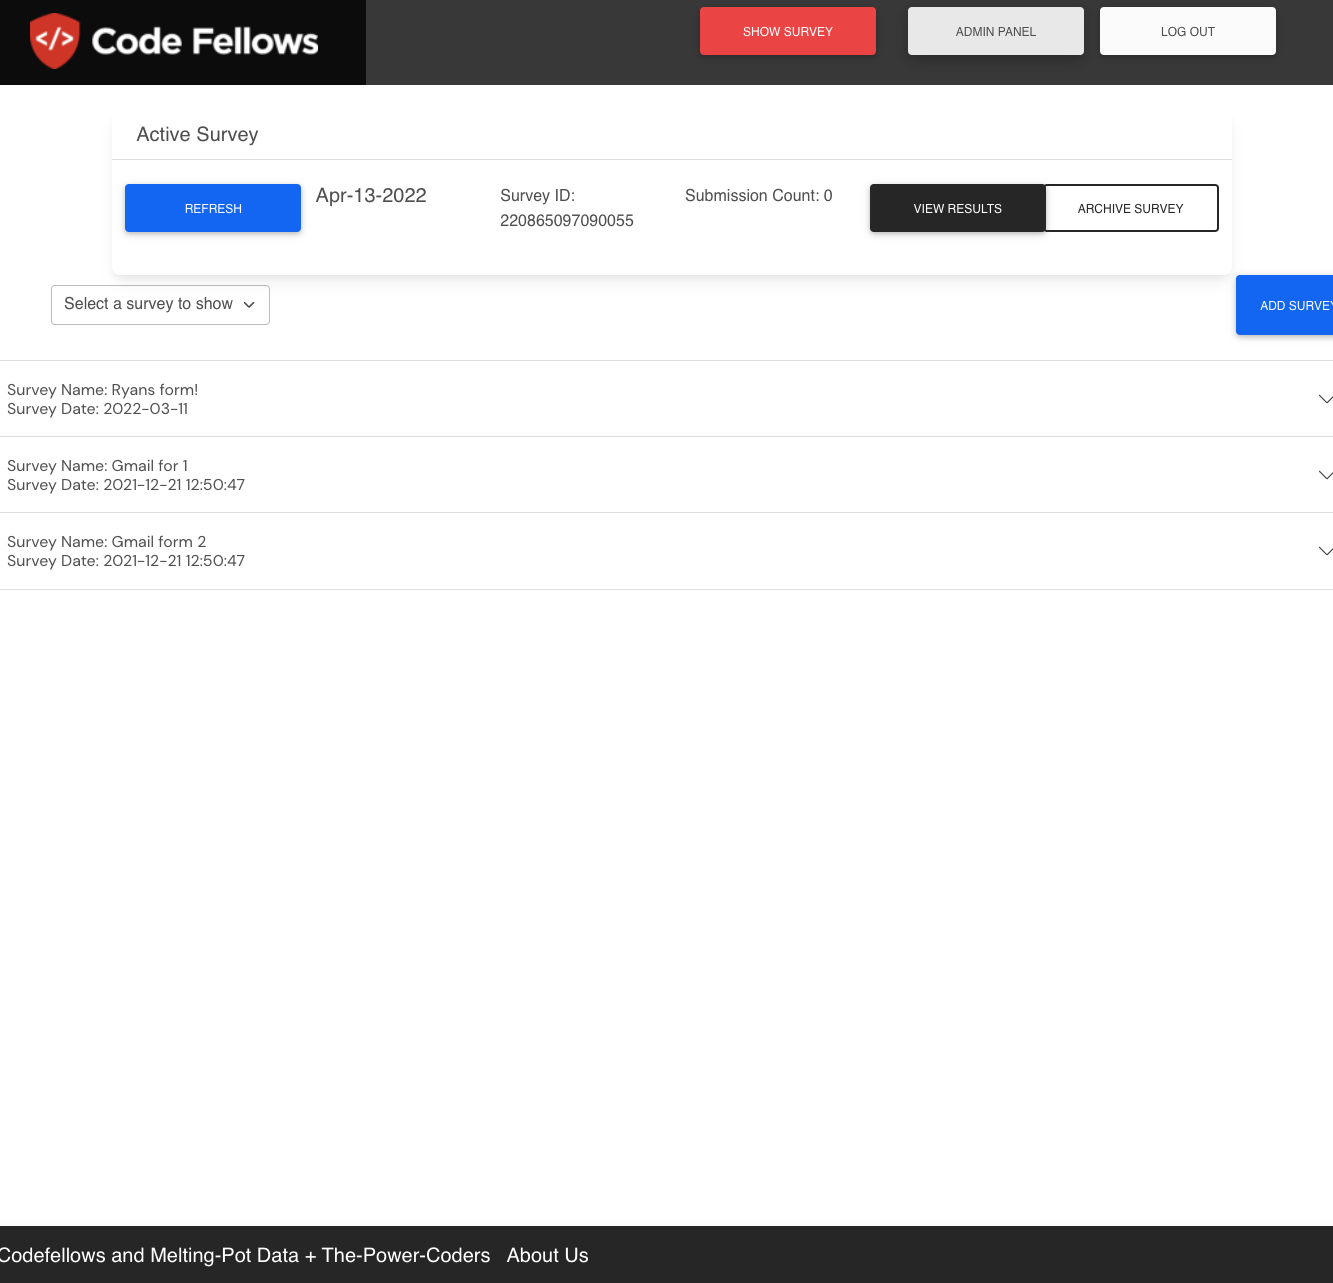 </> Code Fellows
SHOW SURVEY
ADMIN PANEL
LOG OUT
Active Survey
REFRESH
Apr-13-2022
Survey ID:
220865097090055
Submission Count: 0
VIEW RESULTS
ARCHIVE SURVEY
Select a survey to show
ADD SURVEY
Survey Name: Ryans form!
Survey Date: 2022-03-11
Survey Name: Gmail for 1
Survey Date: 2021-12-21 12:50:47
Survey Name: Gmail form 2
Survey Date: 2021-12-21 12:50:47
Codefellows and Melting-Pot Data + The-Power-Coders About Us